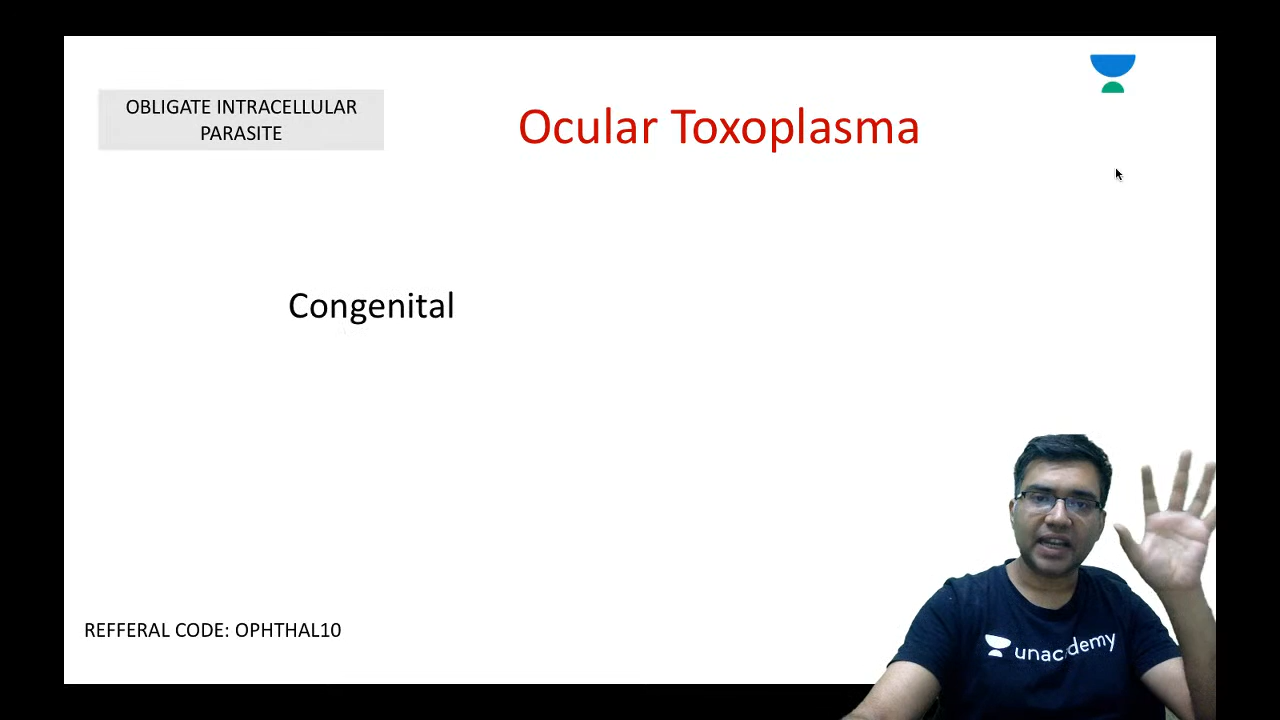 OBLIGATE INTRACELLULAR
PARASITE
Ocular Toxoplasma
Congenital
REFFERAL CODE: OPHTHAL10
unacademy